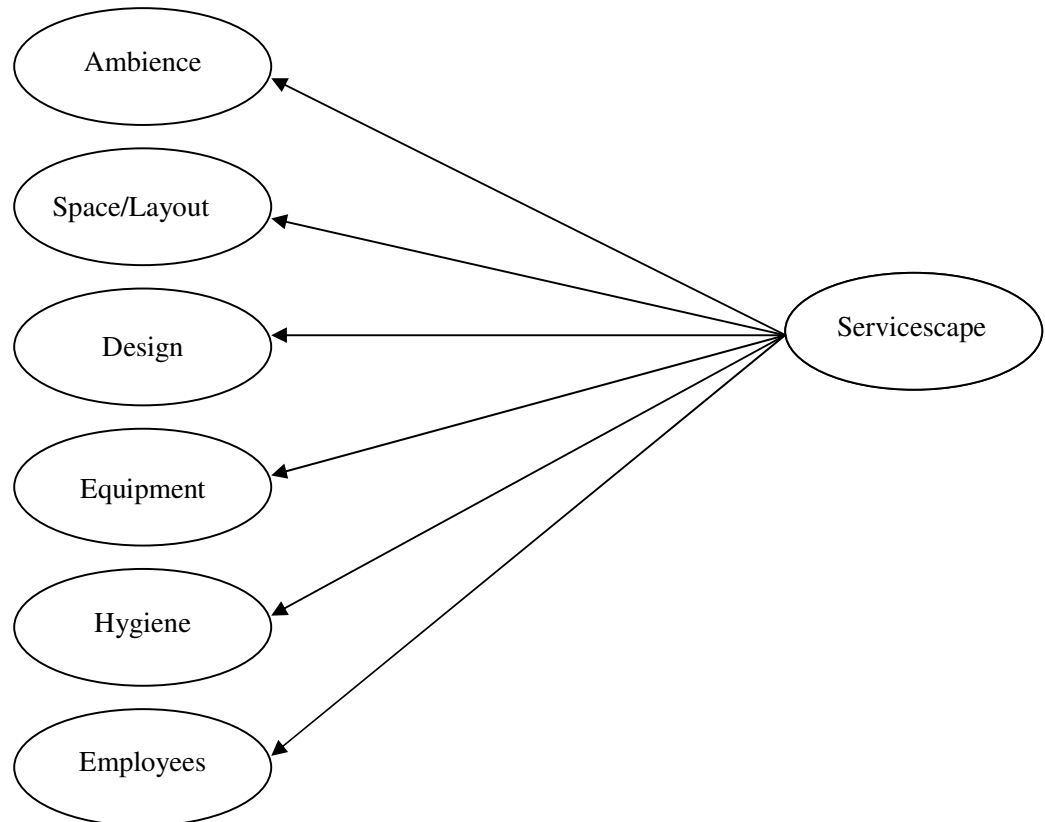 Ambience
Space/Layout
Design
Servicescape
Equipment
Hygiene
Employees